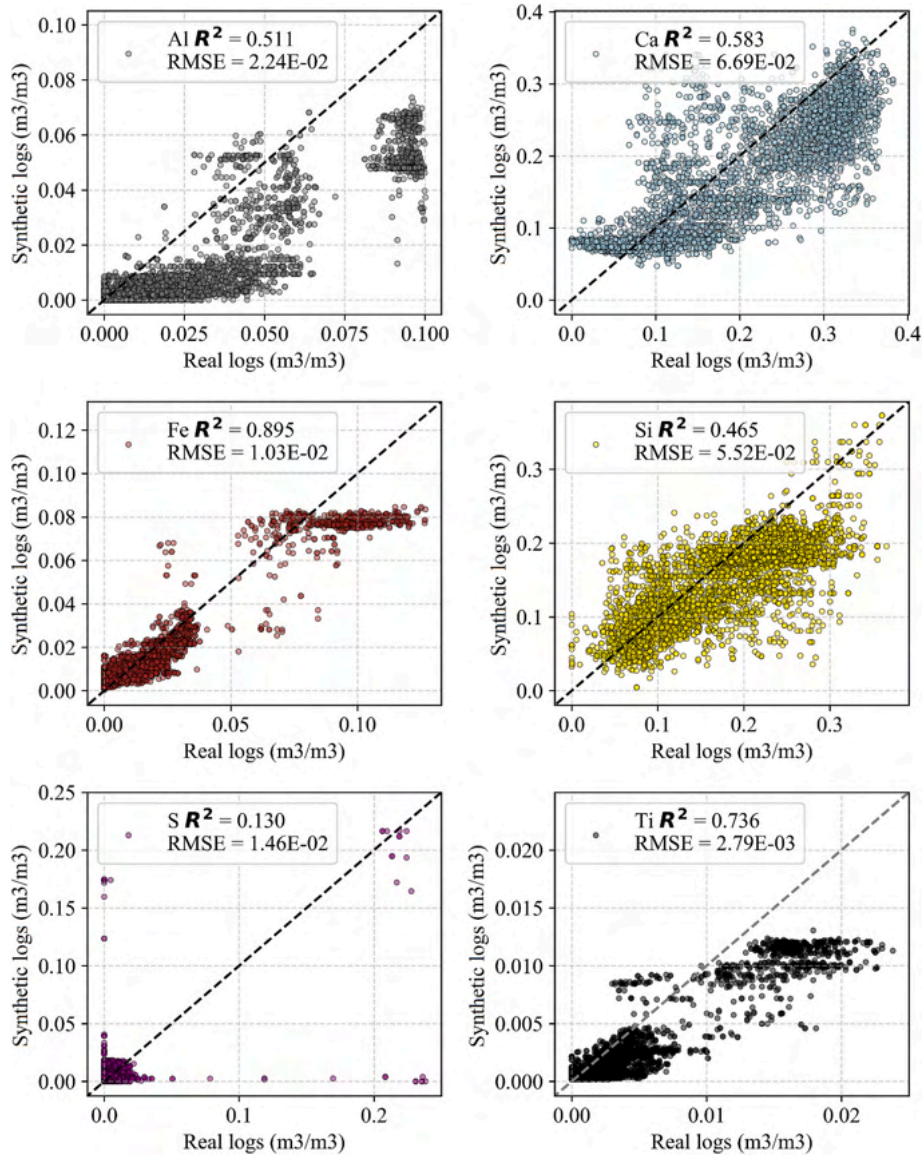 Al R² = 0.511
RMSE = 2.24E-02
0.10
0.08
0.06
0.04
0.02
0.00
Synthetic logs (m3/m3)
0.000 0.025 0.050 0.075 0.100
Real logs (m3/m3)
Ca R² = 0.583
RMSE = 6.69E-02
0.4
0.3
0.2
0.1
0.0
Synthetic logs (m3/m3)
0.0 0.1 0.2 0.3 0.4
Real logs (m3/m3)
Fe R² = 0.895
RMSE = 1.03E-02
0.12
0.10
0.08
0.06
0.04
0.02
0.00
Synthetic logs (m3/m3)
0.00 0.05 0.10
Real logs (m3/m3)
Si R² = 0.465
RMSE = 5.52E-02
0.3
0.2
0.1
0.0
Synthetic logs (m3/m3)
0.0 0.1 0.2 0.3
Real logs (m3/m3)
S R² = 0.130
RMSE = 1.46E-02
0.25
0.20
0.15
0.10
0.05
0.00
Synthetic logs (m3/m3)
0.0 0.1 0.2
Real logs (m3/m3)
Ti R² = 0.736
RMSE = 2.79E-03
0.020
0.015
0.010
0.005
0.000
Synthetic logs (m3/m3)
0.00 0.01 0.02
Real logs (m3/m3)